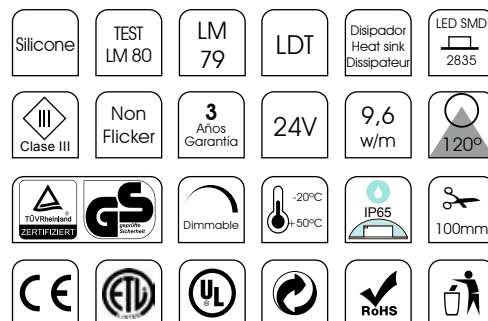 Silicone
TEST
LM 80
LM
79
LDT
Disipador
Heat sink
Dissipateur
LED SMD
2835
III
Clase III
Non
Flicker
3
Años
Garantía
24V
9,6
w/m
120º
TÜVRheinland
ZERTIFIZIERT
GS
geprüfte
Sicherheit
Dimmable
-20ºC
+50ºC
IP65
100mm
CE
ETL
LISTED
UL
®
RoHS